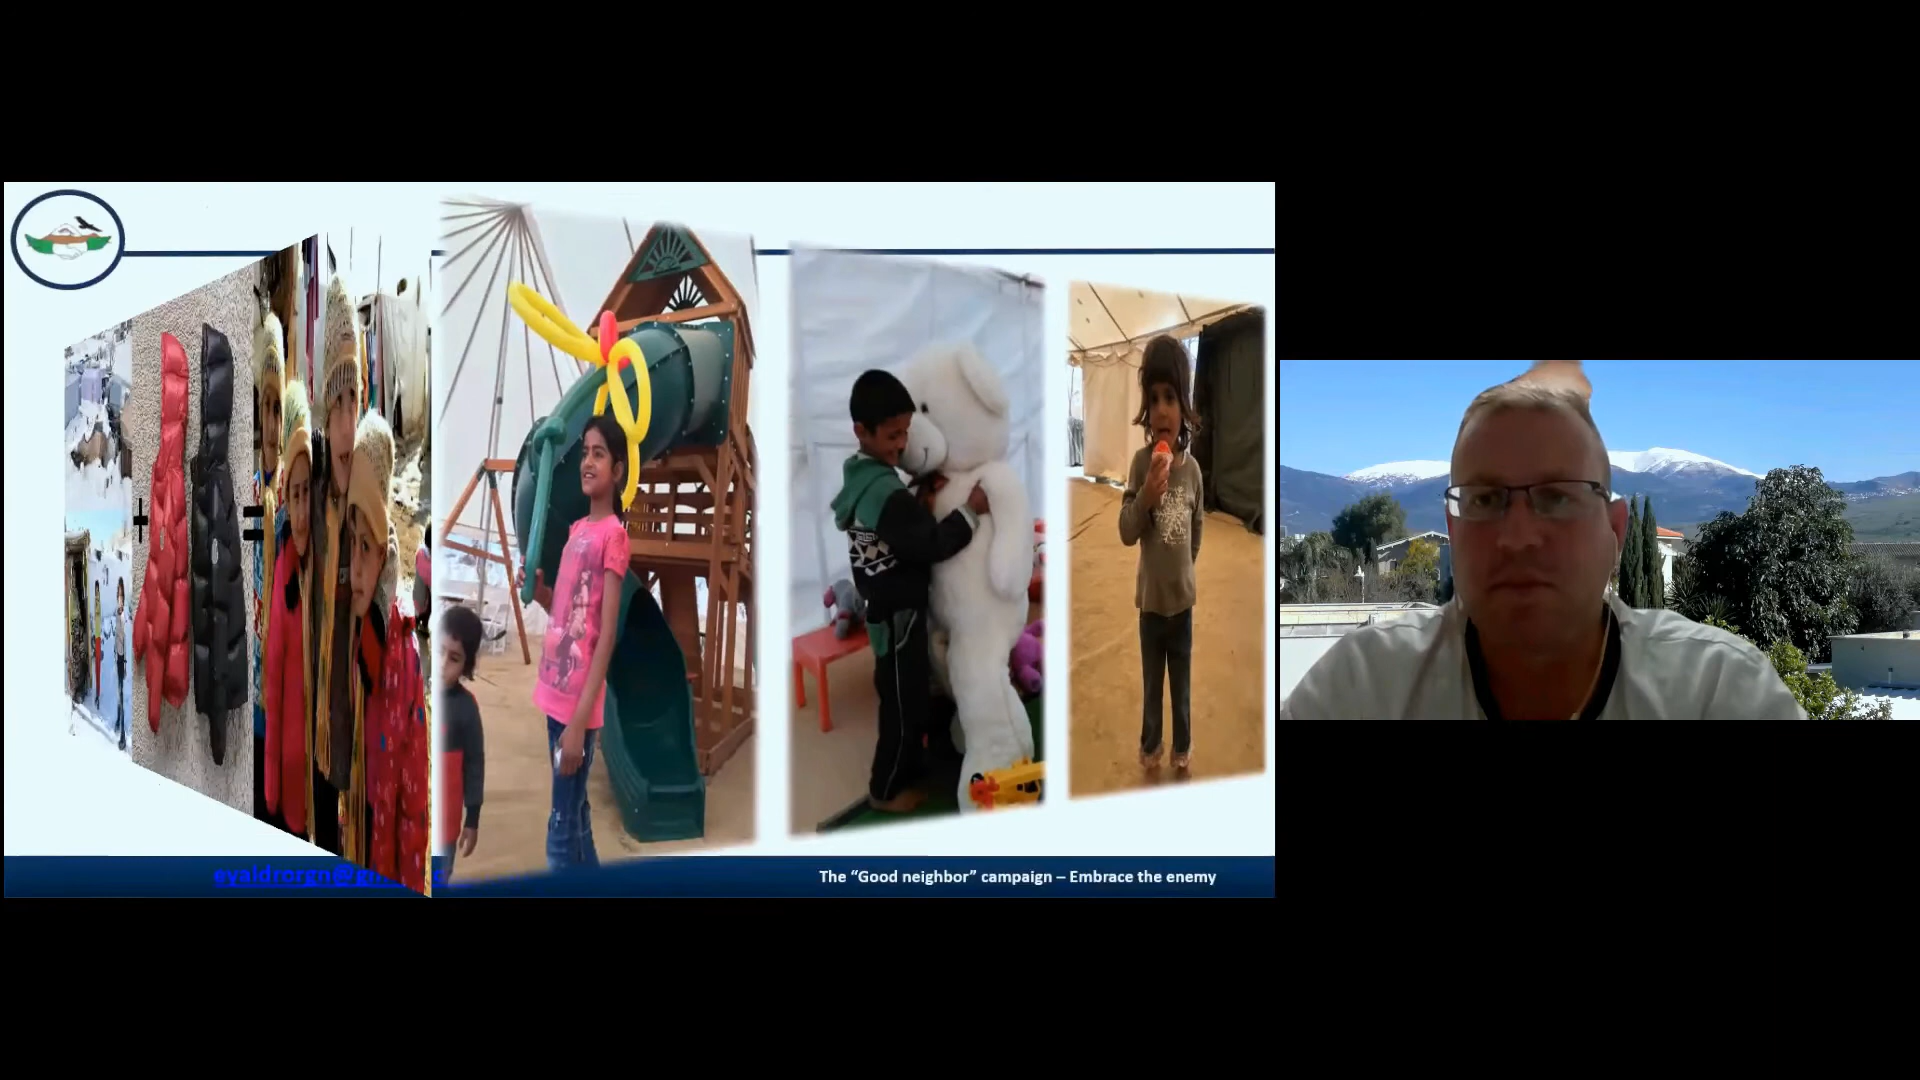 + =
The “Good neighbor” campaign – Embrace the enemy